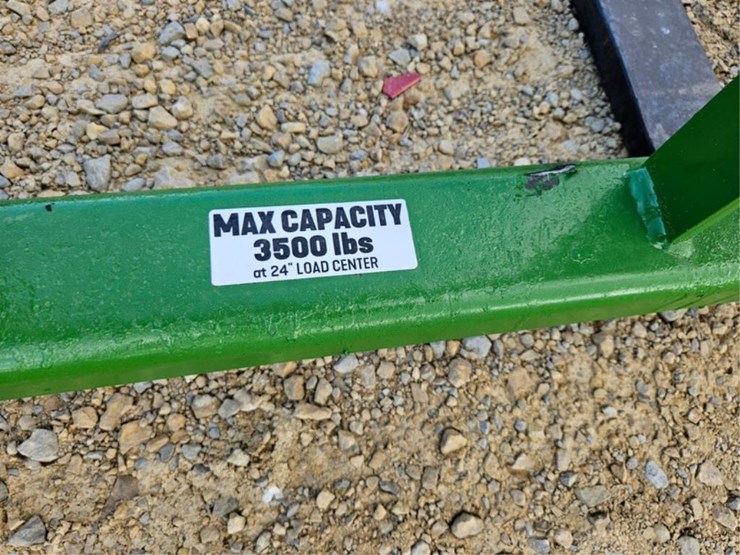 MAX CAPACITY
3500 lbs
at 24" LOAD CENTER